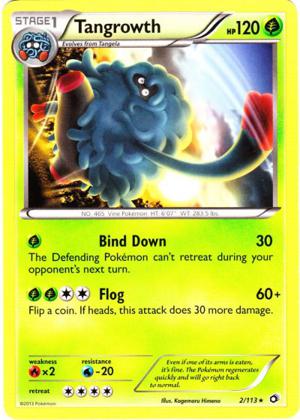 STAGE 1
Tangrowth
HP 120
Evolves from Tangela
NO. 465 Vine Pokémon HT. 6'07" WT. 283.5 lbs.
Bind Down 30
The Defending Pokémon can't retreat during your
opponent's next turn.
Flog 60+
Flip a coin. If heads, this attack does 30 more damage.
weakness
×2
resistance
-20
retreat
Even if one of its arms is
eaten, it's fine. The Pokémon regenerates
quickly and will go right back
to normal.
©2013 Pokémon
Illus. Kagemaru Himeno
2/113 ★